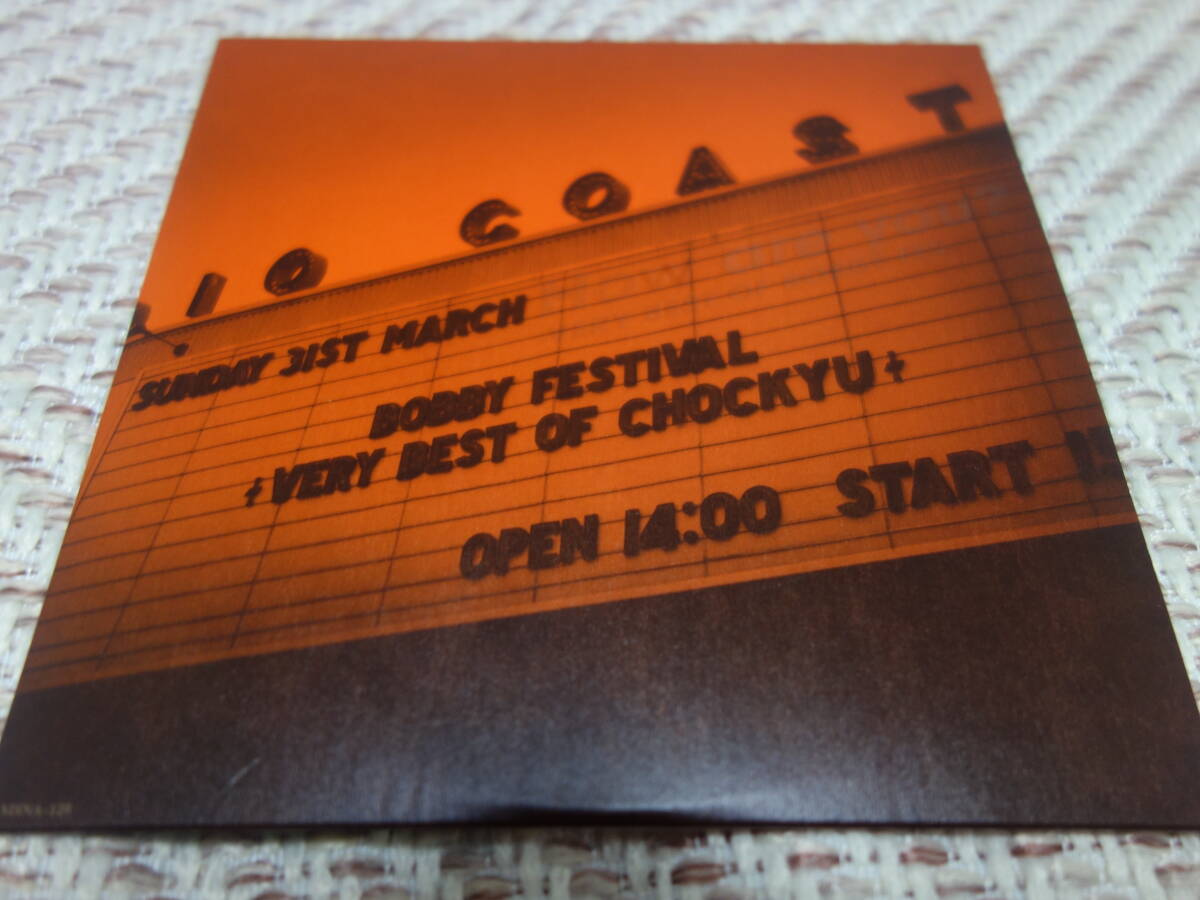 IO COAST
SUNDAY 31ST MARCH
BOBBY FESTIVAL
VERY BEST OF CHOCKYU
OPEN 14:00 START